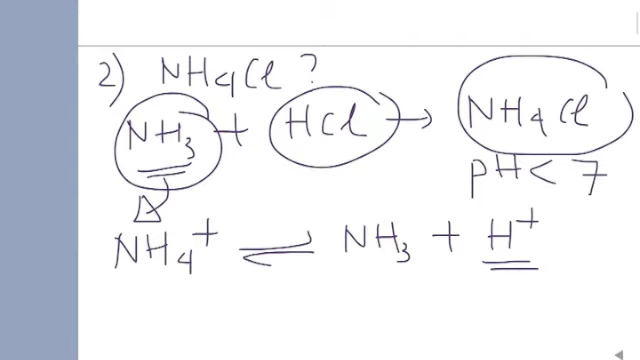 2) NH4Cl ?
NH3 + HCl → NH4Cl
pH < 7
NH4+ ⇌ NH3 + H+